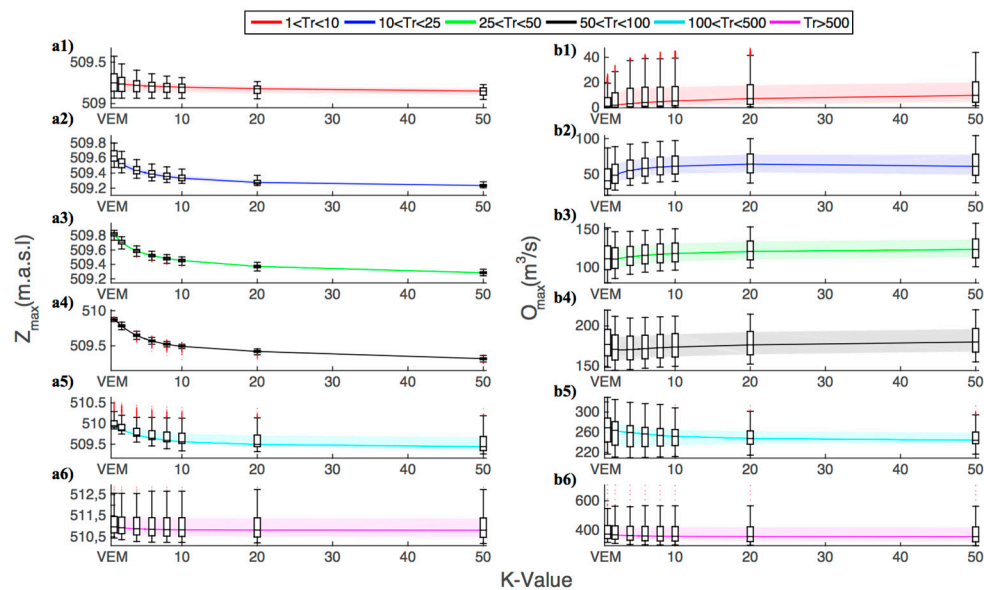 1<Tr<10 10<Tr<25 25<Tr<50 50<Tr<100 100<Tr<500 Tr>500
a1)
509.5
509
VEM 10 20 30 40 50
a2)
509.8
509.6
509.4
509.2
VEM 10 20 30 40 50
a3)
509.8
509.6
509.4
509.2
VEM 10 20 30 40 50
a4)
510
509.5
VEM 10 20 30 40 50
a5)
510.5
510
509.5
VEM 10 20 30 40 50
a6)
512,5
511,5
510,5
VEM 10 20 30 40 50
Zmax(m.a.s.l)
b1)
40
20
0
VEM 10 20 30 40 50
b2)
100
50
VEM 10 20 30 40 50
b3)
150
100
VEM 10 20 30 40 50
b4)
200
150
VEM 10 20 30 40 50
b5)
300
260
220
VEM 10 20 30 40 50
b6)
600
400
VEM 10 20 30 40 50
Omax(m3/s)
K-Value